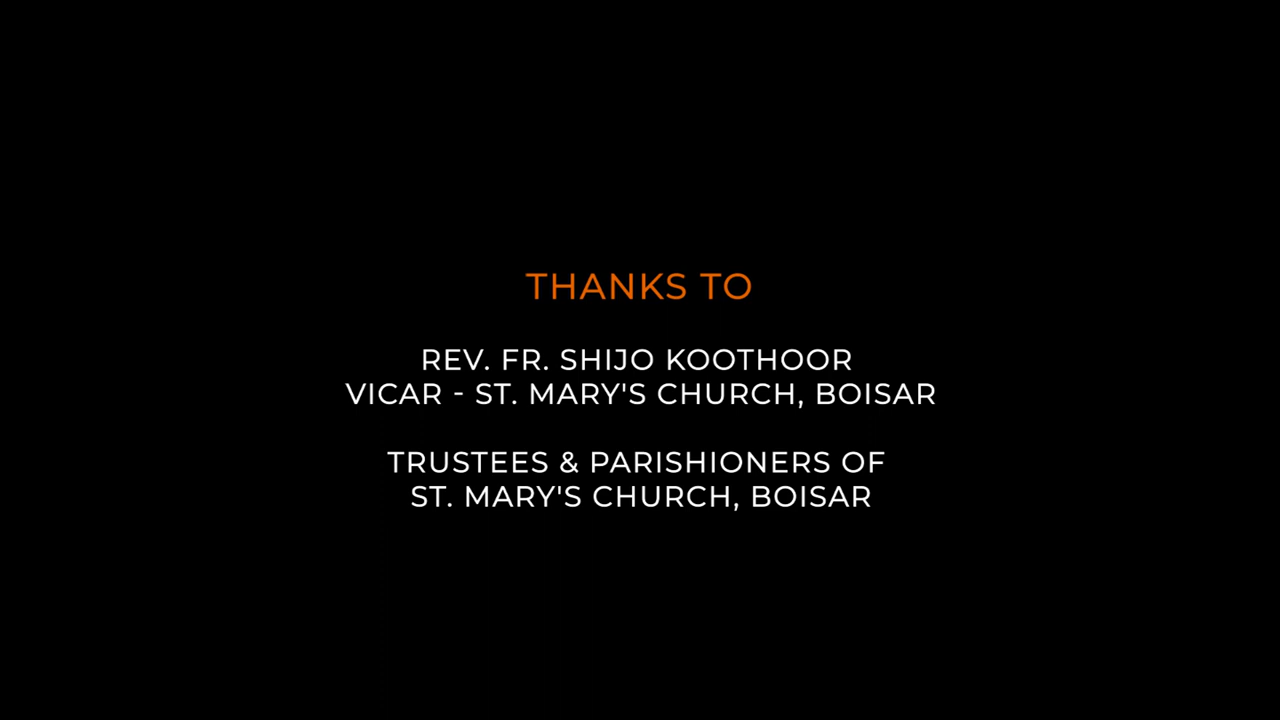 THANKS TO
REV. FR. SHIJO KOOTHOOR
VICAR - ST. MARY'S CHURCH, BOISAR
TRUSTEES & PARISHIONERS OF
ST. MARY'S CHURCH, BOISAR